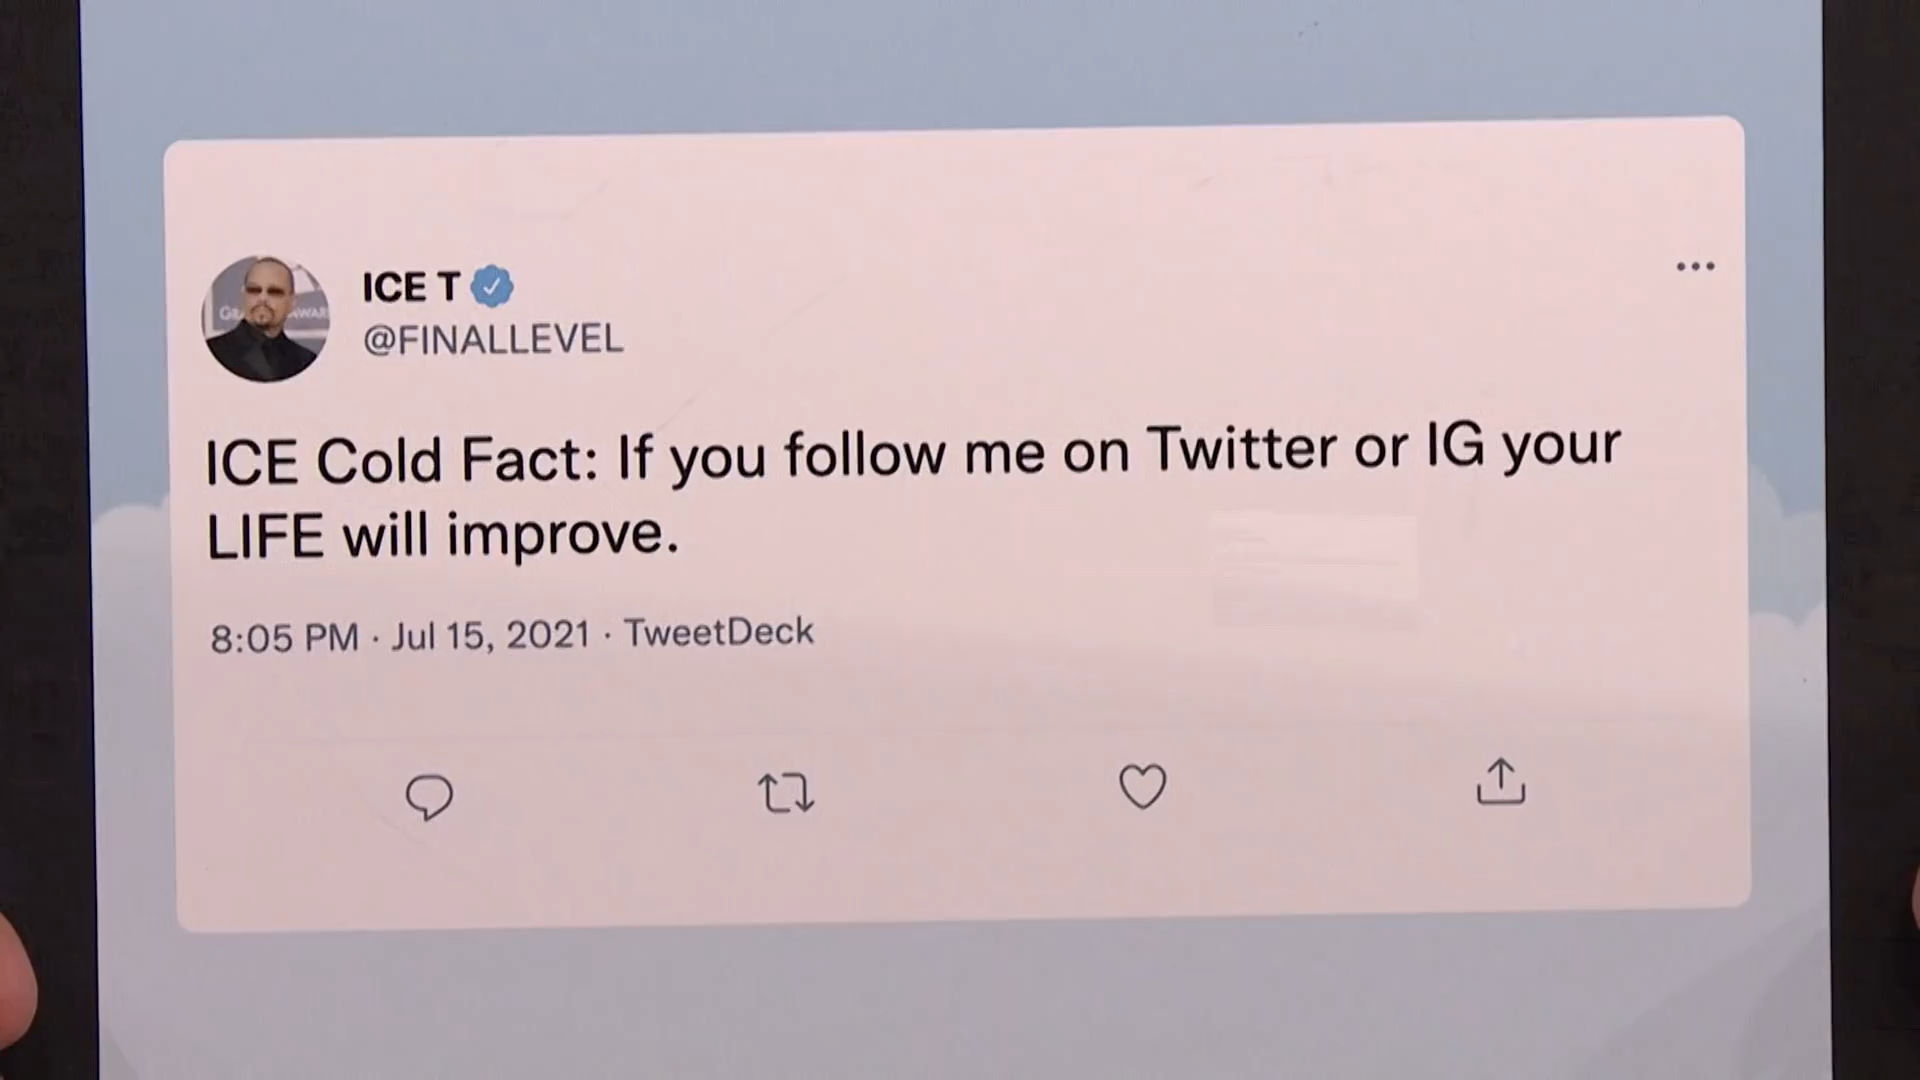 ICE T
@FINALLEVEL
ICE Cold Fact: If you follow me on Twitter or IG your
LIFE will improve.
8:05 PM · Jul 15, 2021 · TweetDeck